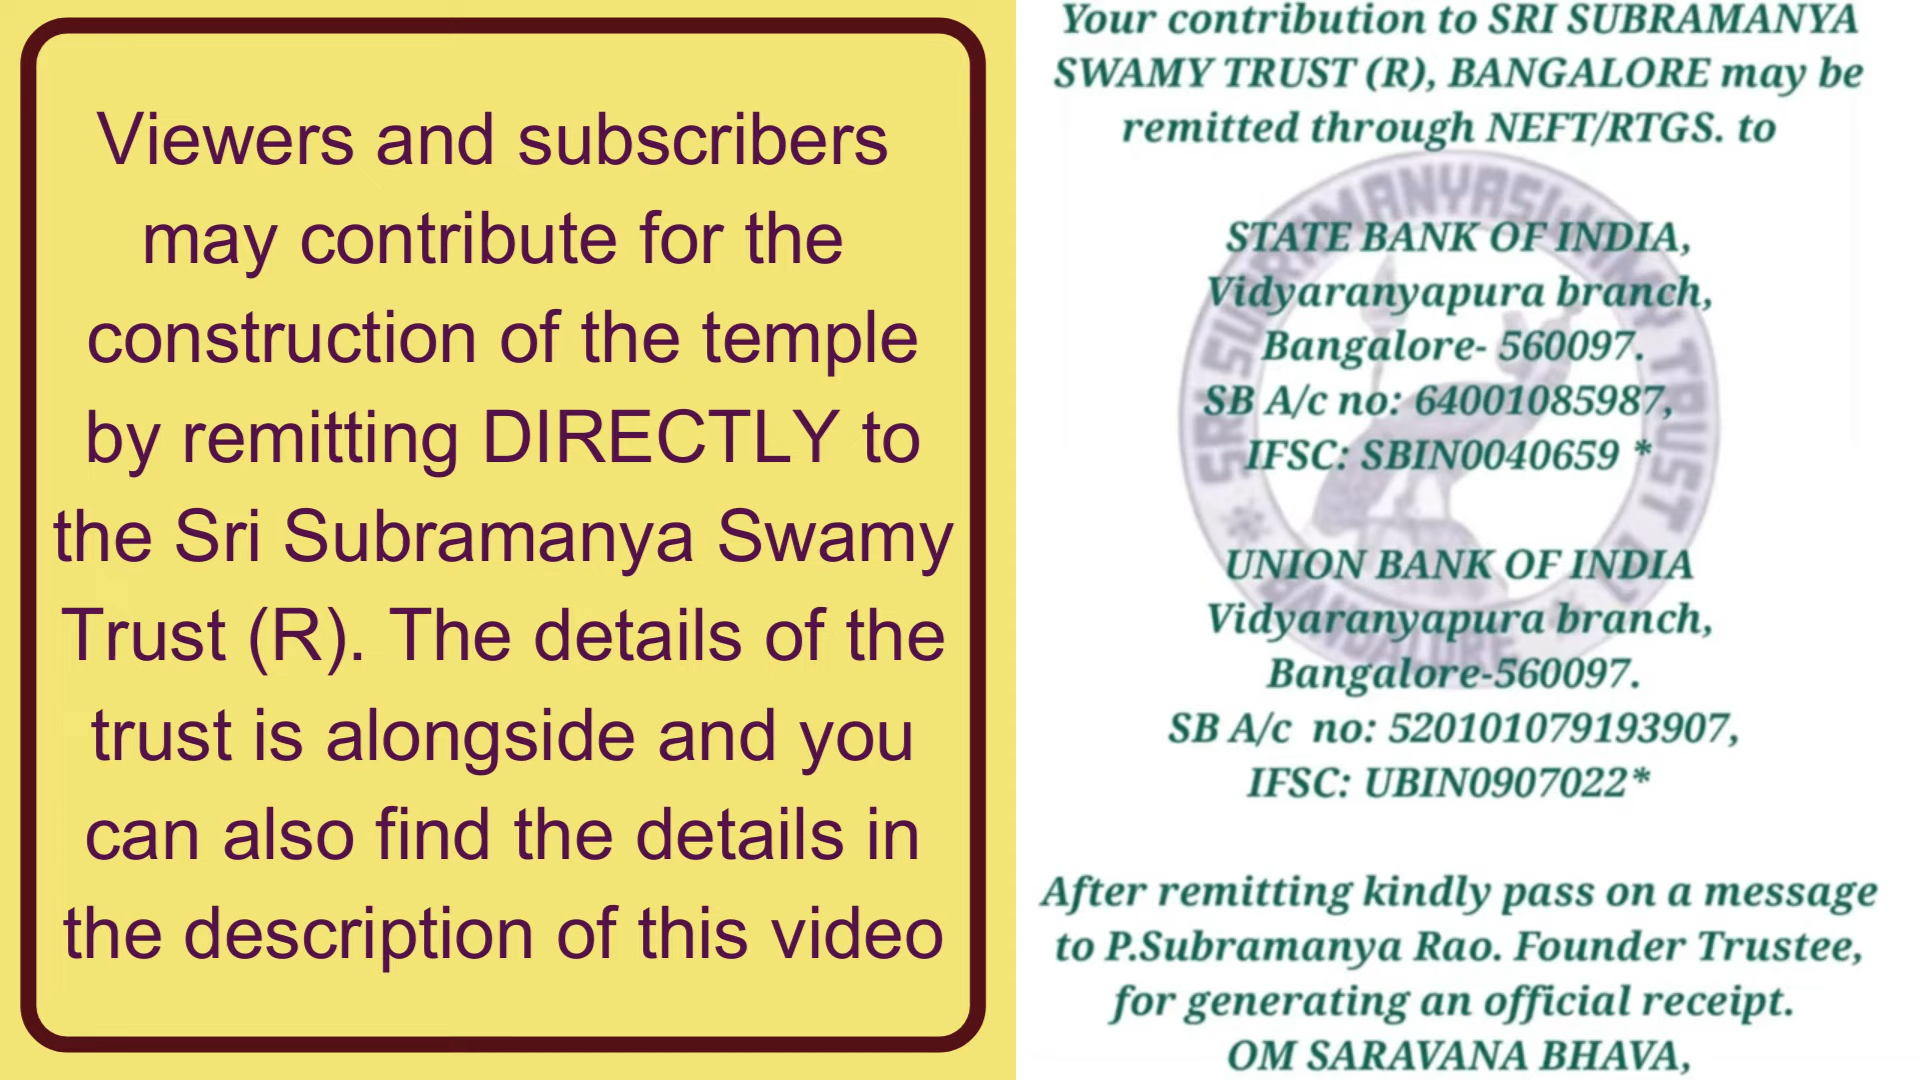 Viewers and subscribers
may contribute for the
construction of the temple
by remitting DIRECTLY to
the Sri Subramanya Swamy
Trust (R). The details of the
trust is alongside and you
can also find the details in
the description of this video
Your contribution to SRI SUBRAMANYA
SWAMY TRUST (R), BANGALORE may be
remitted through NEFT/RTGS. to
STATE BANK OF INDIA,
Vidyaranyapura branch,
Bangalore- 560097.
SB A/c no: 64001085987,
IFSC: SBIN0040659 *
UNION BANK OF INDIA
Vidyaranyapura branch,
Bangalore-560097.
SB A/c  no: 520101079193907,
IFSC: UBIN0907022*
After remitting kindly pass on a message
to P.Subramanya Rao. Founder Trustee,
for generating an official receipt.
OM SARAVANA BHAVA,
SRI SUBRAMANYASWAMY TRUST
BANGALORE